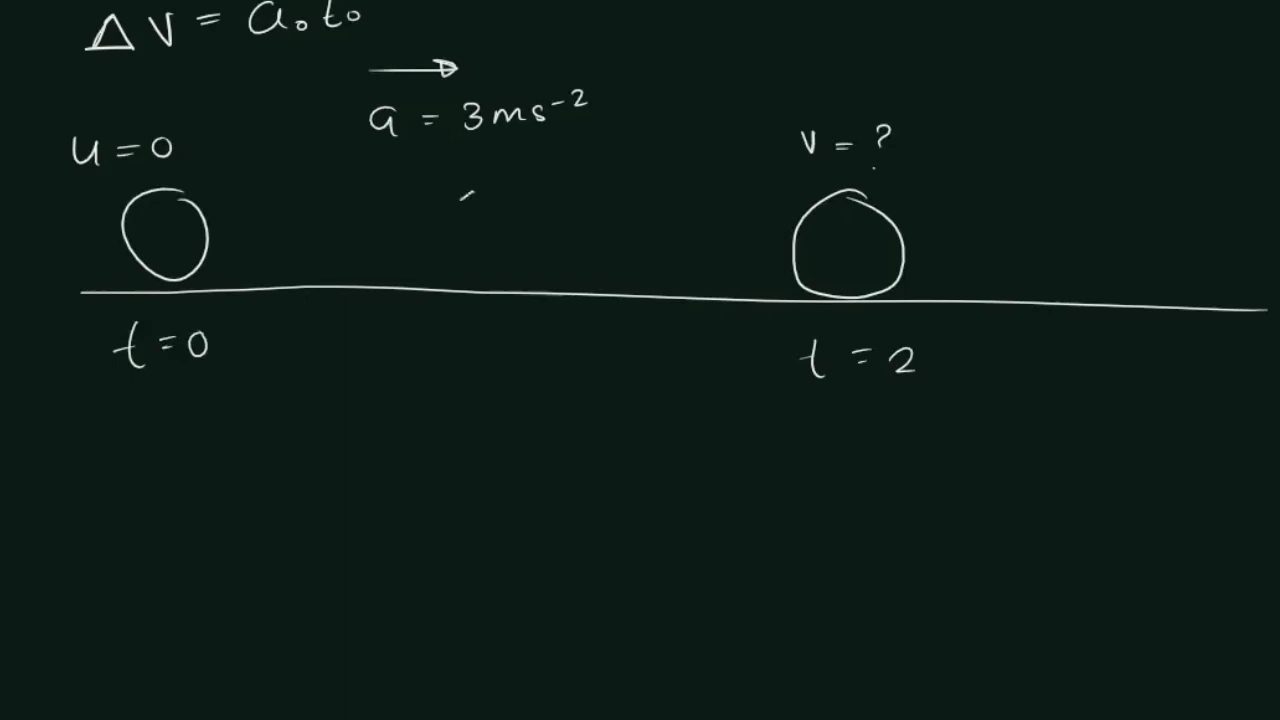 ΔV = a₀t₀
a = 3ms⁻²
u = 0
v = ?
t = 0
t = 2